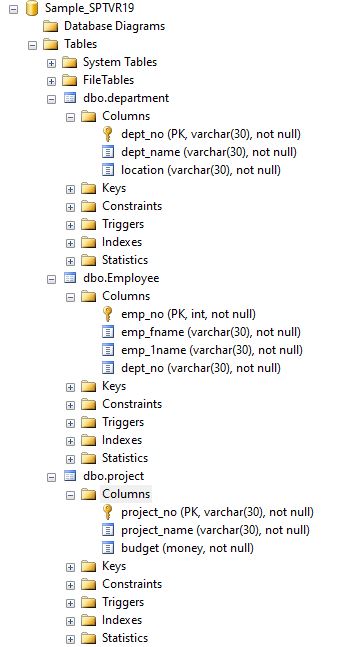 Sample_SPTVR19
Database Diagrams
Tables
System Tables
FileTables
dbo.department
Columns
dept_no (PK, varchar(30), not null)
dept_name (varchar(30), not null)
location (varchar(30), not null)
Keys
Constraints
Triggers
Indexes
Statistics
dbo.Employee
Columns
emp_no (PK, int, not null)
emp_fname (varchar(30), not null)
emp_1name (varchar(30), not null)
dept_no (varchar(30), not null)
Keys
Constraints
Triggers
Indexes
Statistics
dbo.project
Columns
project_no (PK, varchar(30), not null)
project_name (varchar(30), not null)
budget (money, not null)
Keys
Constraints
Triggers
Indexes
Statistics